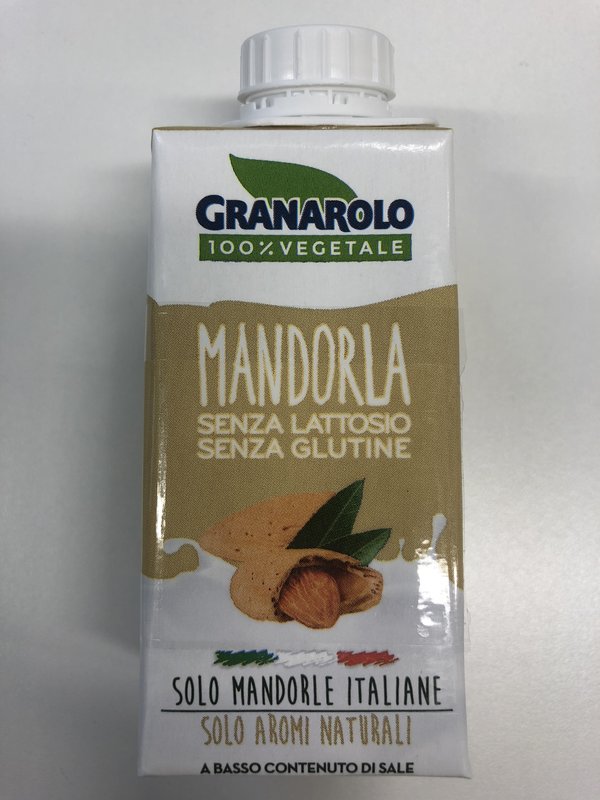 GRANAROLO
100% VEGETALE
MANDORLA
SENZA LATTOSIO
SENZA GLUTINE
SOLO MANDORLE ITALIANE
SOLO AROMI NATURALI
A BASSO CONTENUTO DI SALE